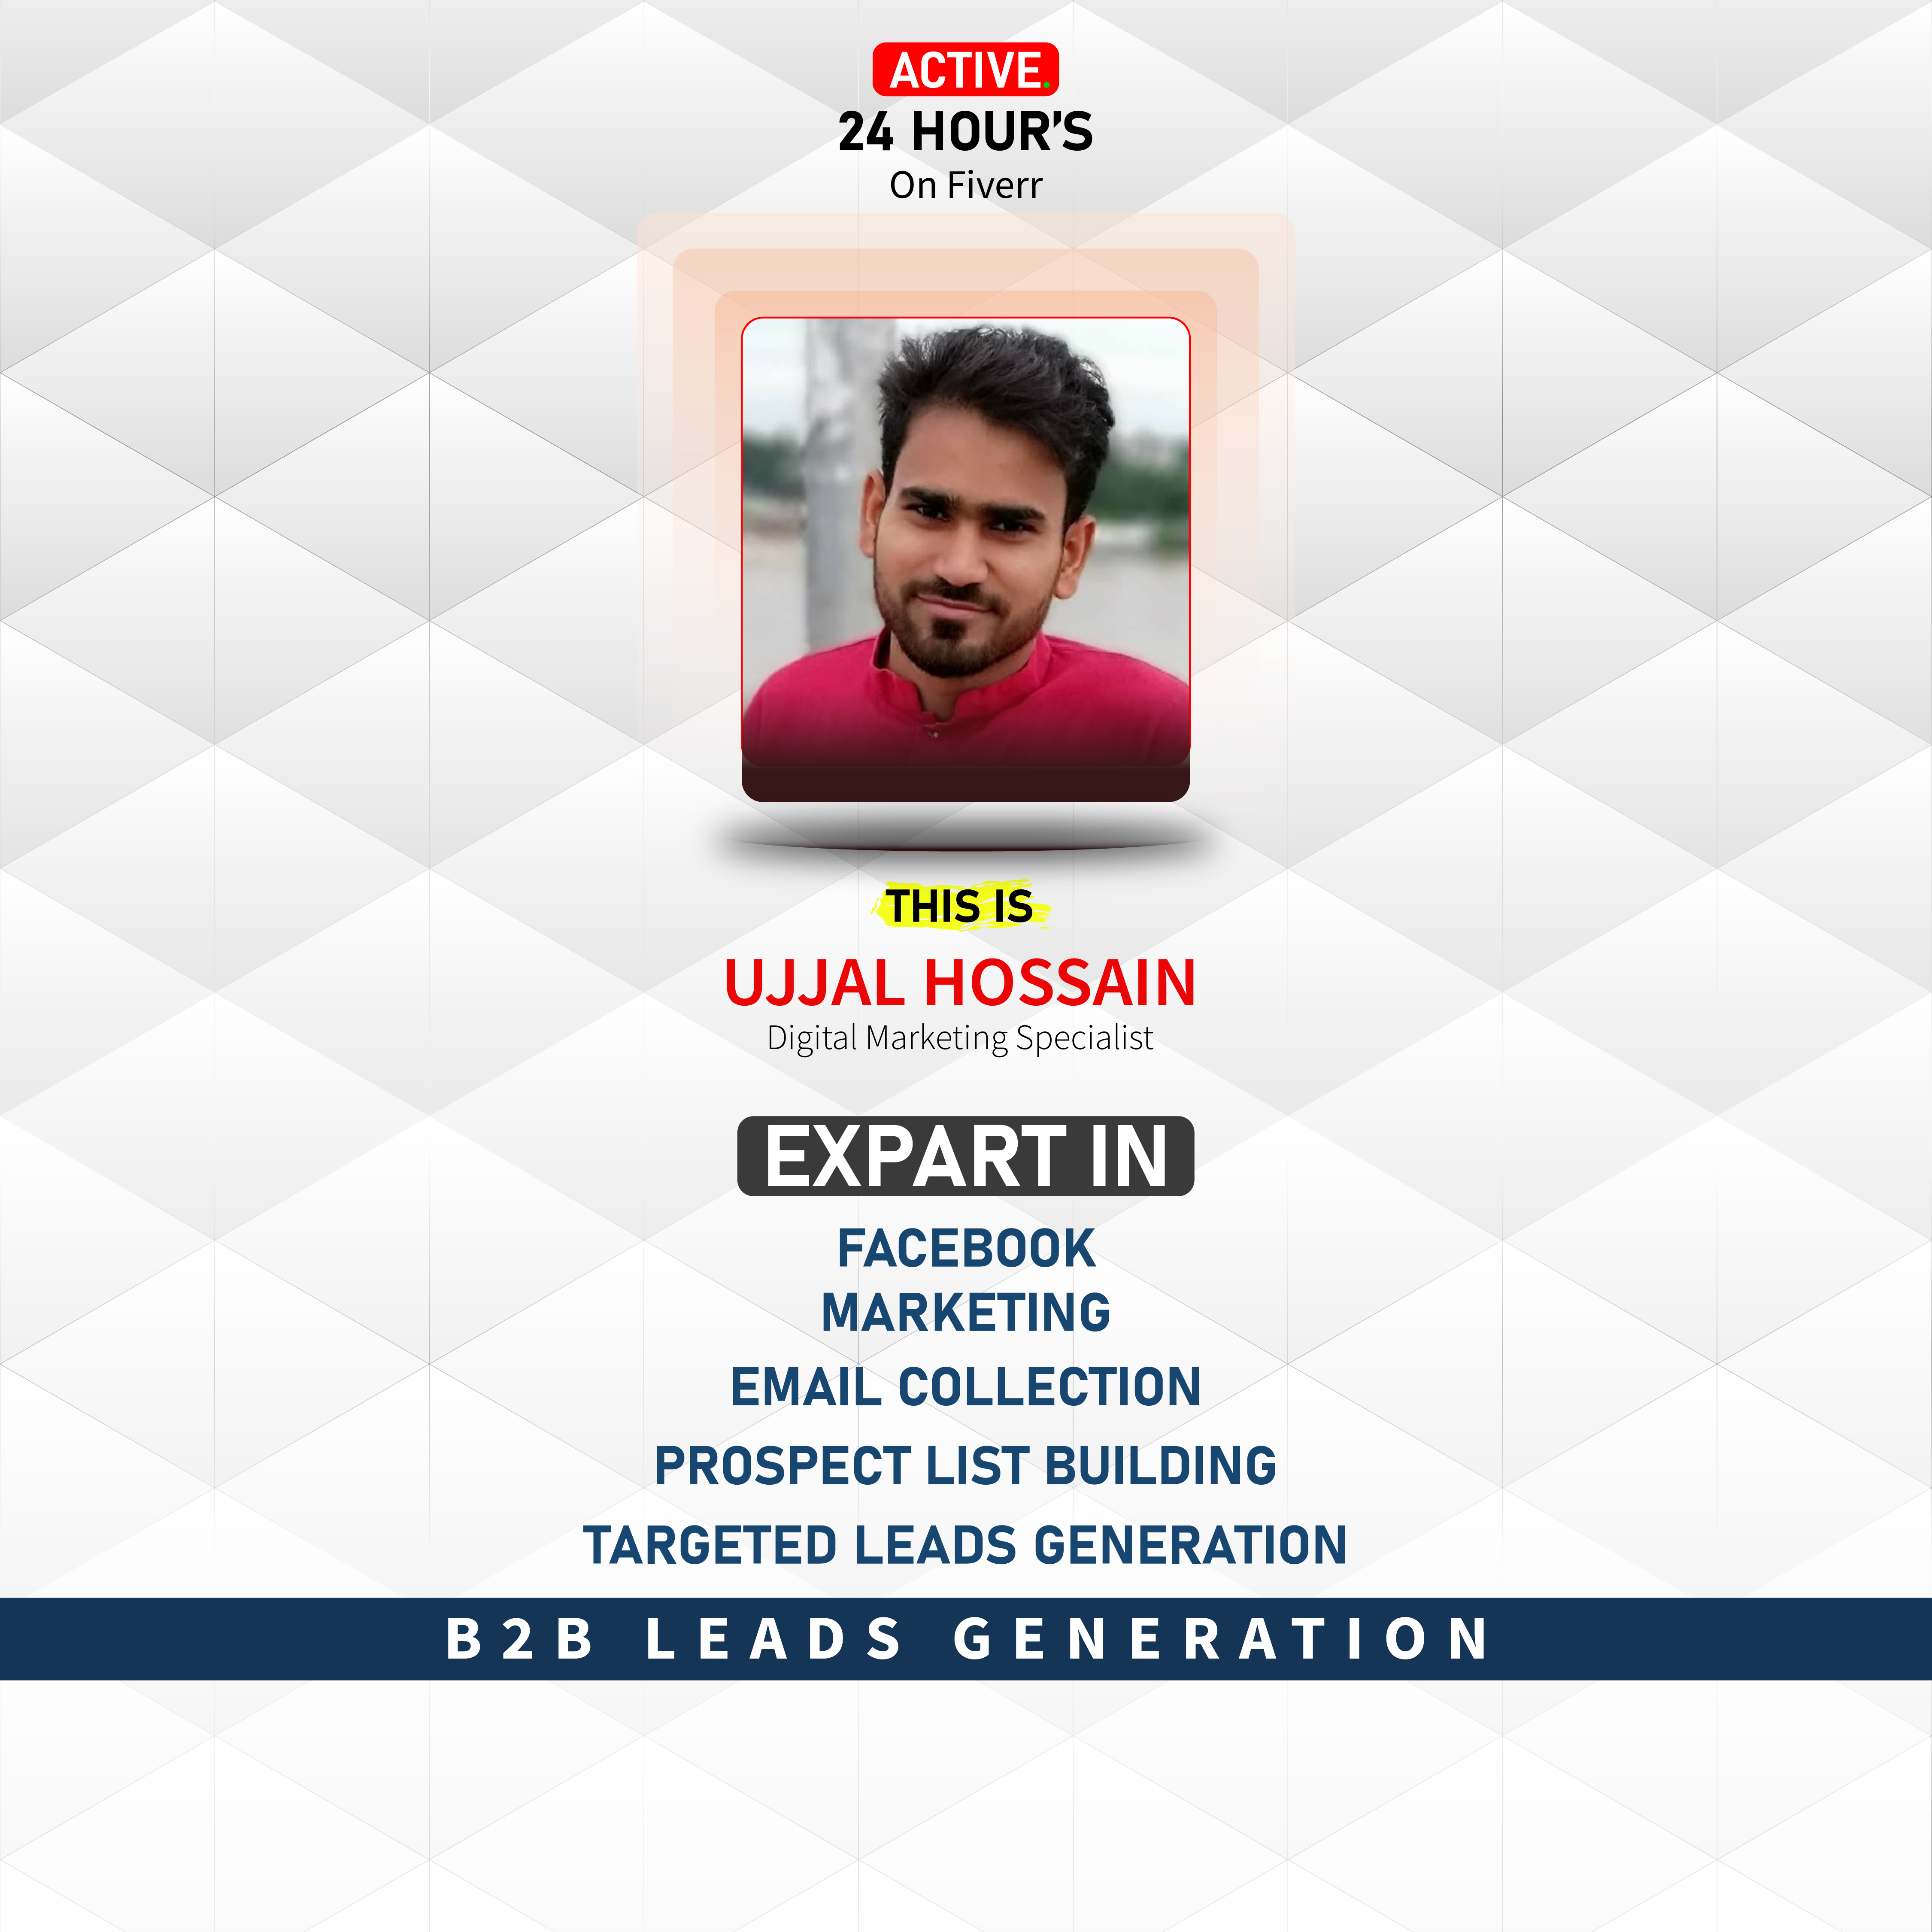 ACTIVE.
24 HOUR’S
On Fiverr
THIS IS
UJJAL HOSSAIN
Digital Marketing Specialist
EXPART IN
FACEBOOK
MARKETING
EMAIL COLLECTION
PROSPECT LIST BUILDING
TARGETED LEADS GENERATION
B2B LEADS GENERATION